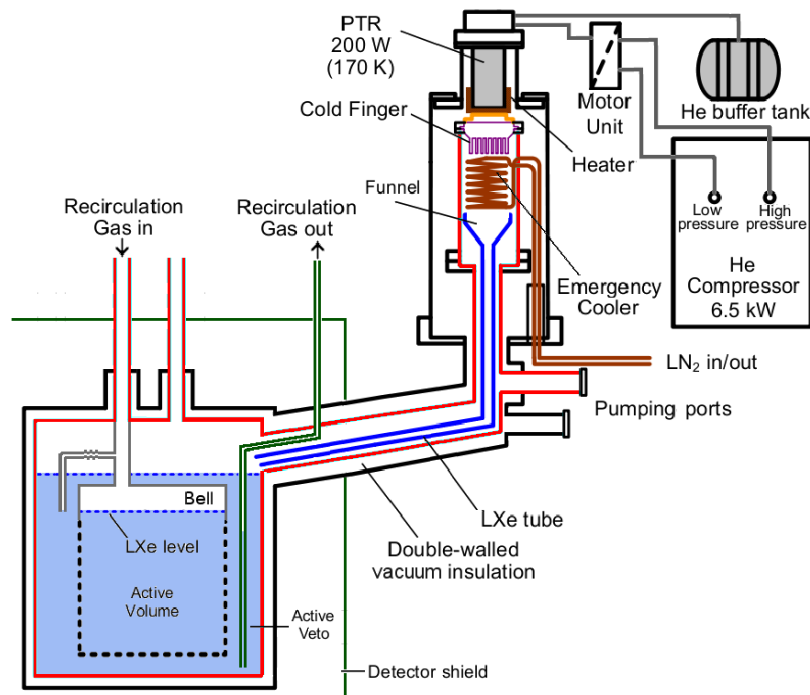 PTR
200 W
(170 K)
Motor
Unit
He buffer tank
Cold Finger
Heater
Funnel
Recirculation
Gas in
Recirculation
Gas out
Low
pressure
High
pressure
He
Compressor
6.5 kW
Emergency
Cooler
LN₂ in/out
Pumping ports
Bell
LXe level
LXe tube
Double-walled
vacuum insulation
Active
Volume
Active
Veto
Detector shield